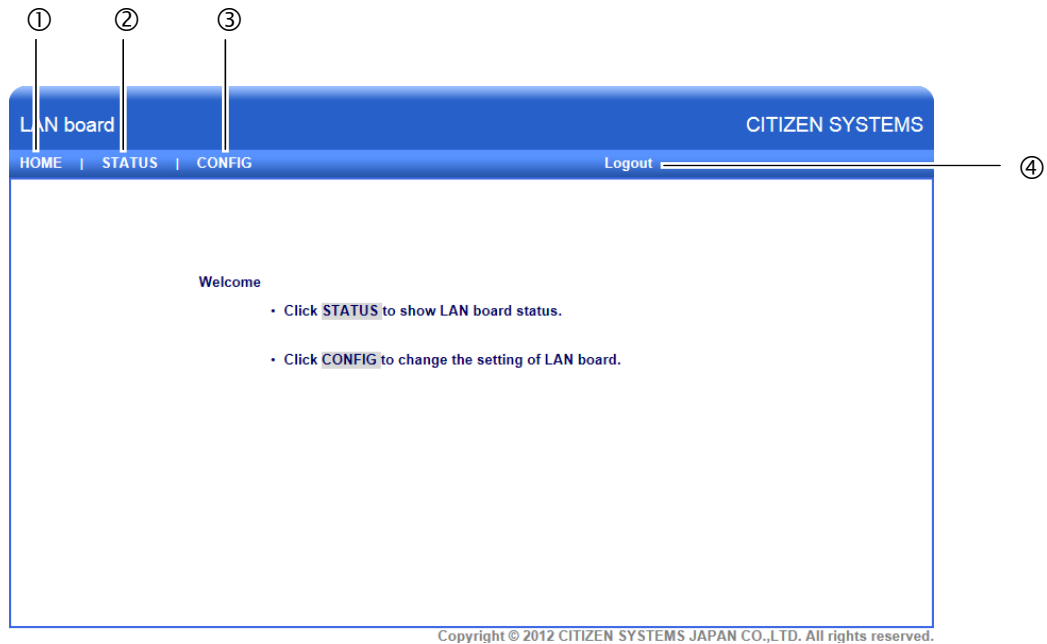 ① ② ③
LAN board CITIZEN SYSTEMS
HOME | STATUS | CONFIG Logout ④
Welcome
• Click STATUS to show LAN board status.
• Click CONFIG to change the setting of LAN board.
Copyright © 2012 CITIZEN SYSTEMS JAPAN CO.,LTD. All rights reserved.